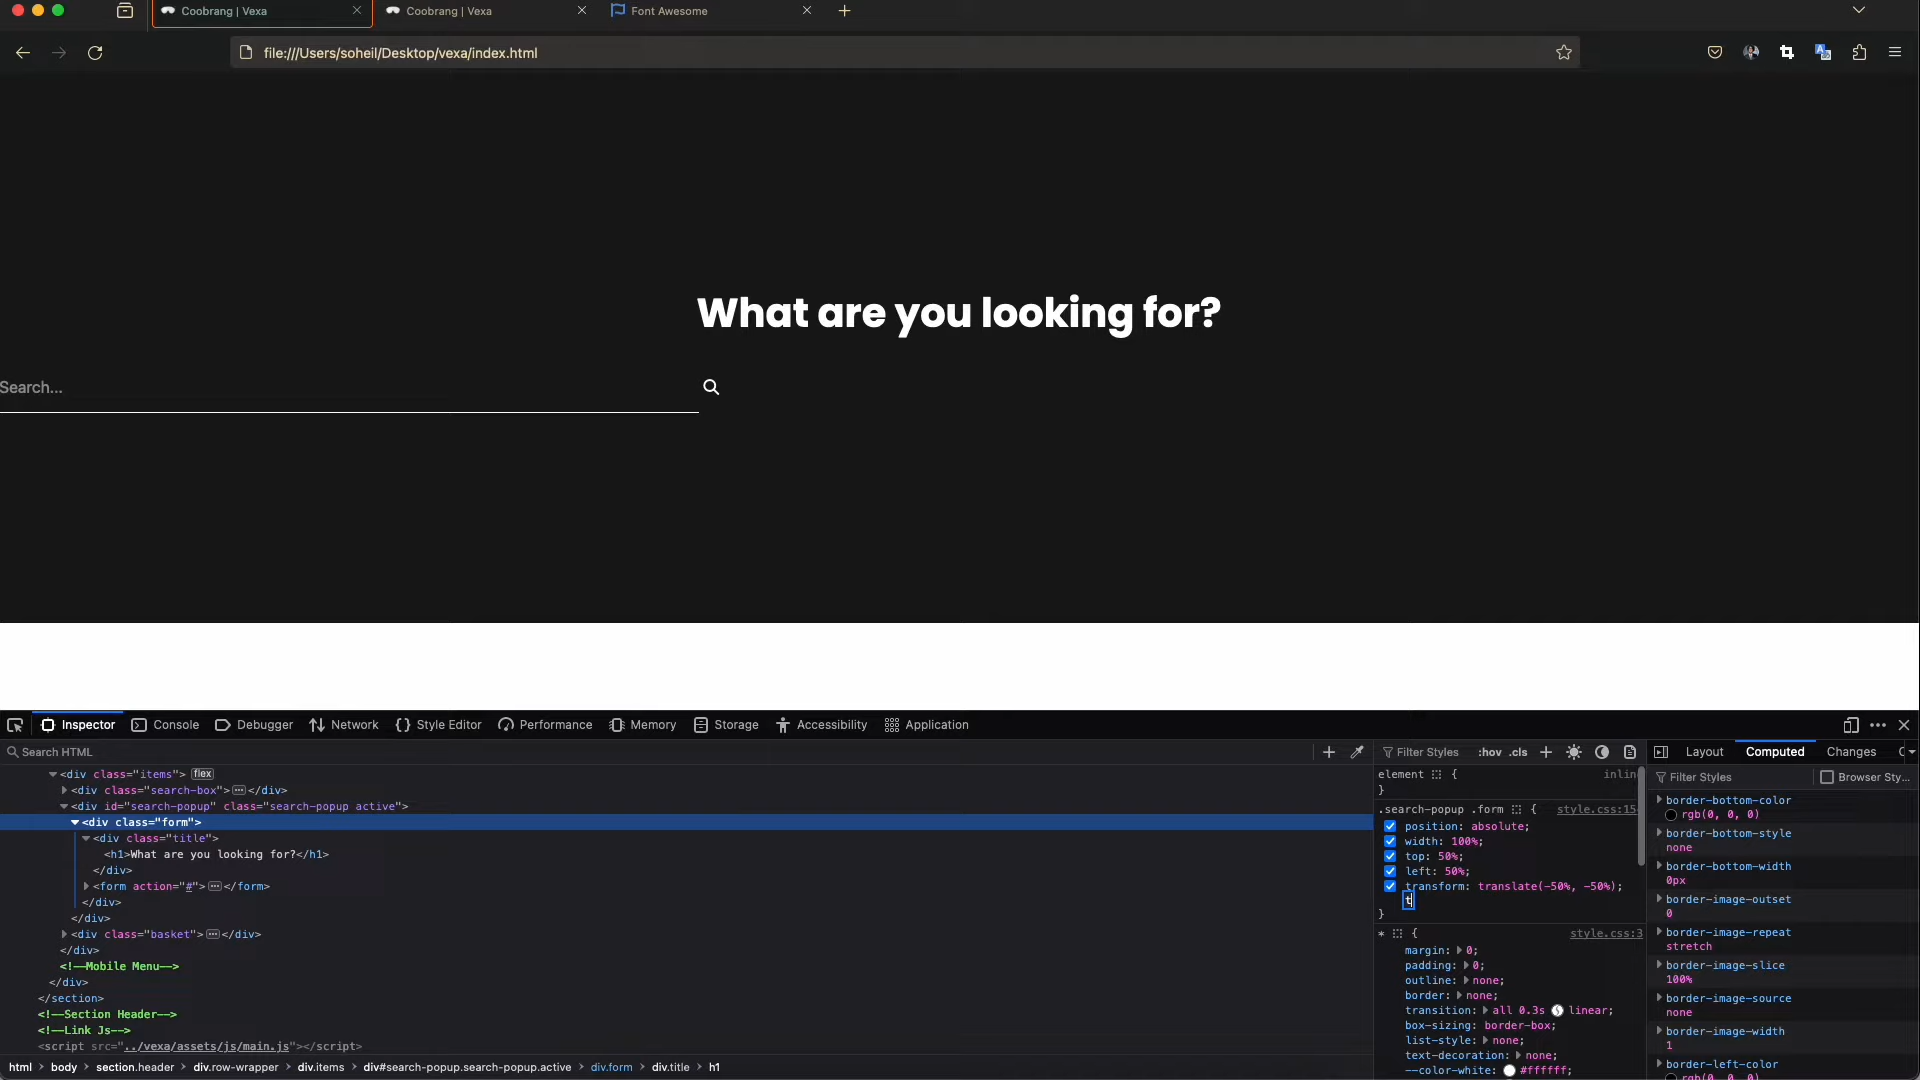 Coobrang | Vexa
Coobrang | Vexa
Font Awesome
file:///Users/soheil/Desktop/vexa/index.html
What are you looking for?
Search...
Inspector
Console
Debugger
Network
Style Editor
Performance
Memory
Storage
Accessibility
Application
Search HTML
<div class="items"> flex
<div class="search-box"> </div>
<div id="search-popup" class="search-popup active">
<div class="form">
<div class="title">
<h1>What are you looking for?</h1>
</div>
<form action="#"> </form>
</div>
</div>
<div class="basket"> </div>
</div>
<!--Mobile Menu-->
</div>
</section>
<!--Section Header-->
<!--Link Js-->
<script src="../vexa/assets/js/main.js"></script>
html > body > section.header > div.row-wrapper > div.items > div#search-popup.search-popup.active > div.form > div.title > h1
Filter Styles :hov .cls
element { inlin
}
.search-popup .form { style.css:15
position: absolute;
width: 100%;
top: 50%;
left: 50%;
transform: translate(-50%, -50%);
t
}
* { style.css:3
margin: 0;
padding: 0;
outline: none;
border: none;
transition: all 0.3s linear;
box-sizing: border-box;
list-style: none;
text-decoration: none;
--color-white: #ffffff;
Layout
Computed
Changes
Filter Styles
Browser Sty...
border-bottom-color
rgb(0, 0, 0)
border-bottom-style
none
border-bottom-width
0px
border-image-outset
0
border-image-repeat
stretch
border-image-slice
100%
border-image-source
none
border-image-width
1
border-left-color
rgb(0, 0, 0)